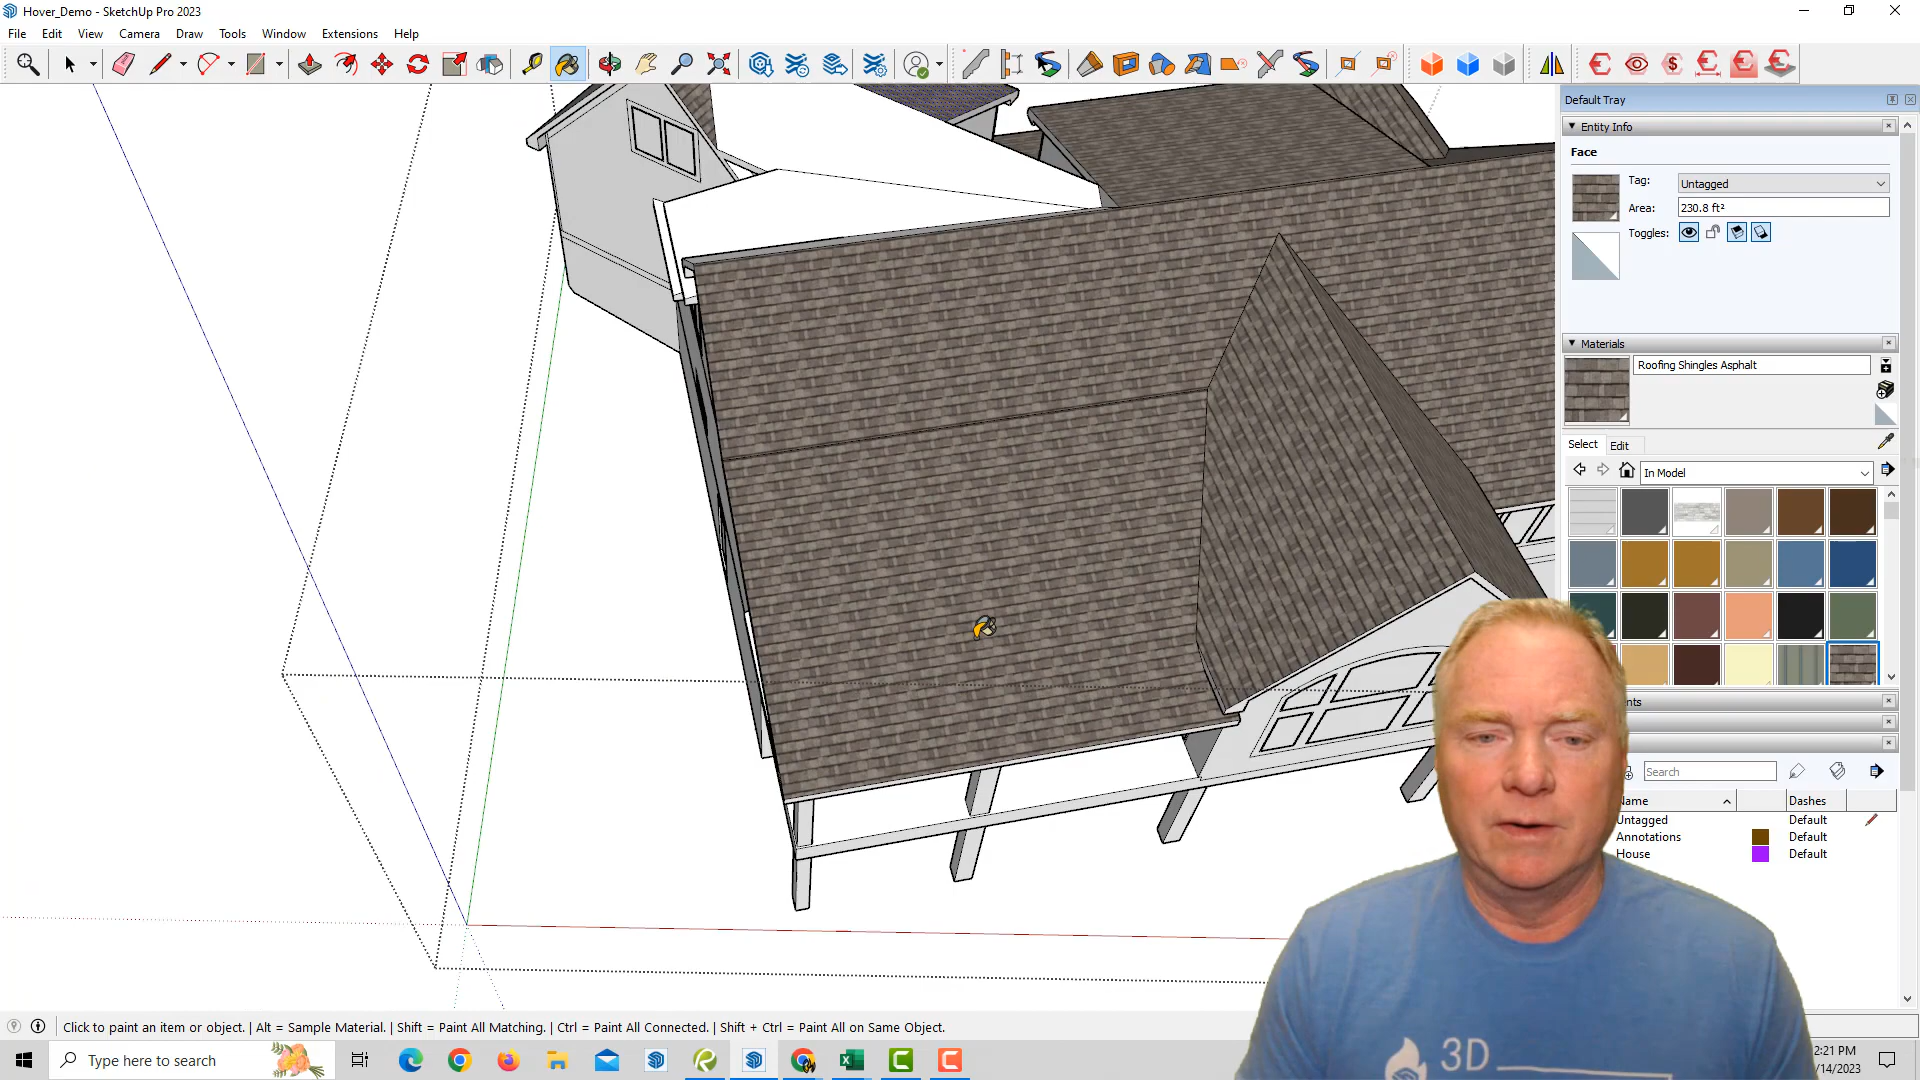 Hover_Demo - SketchUp Pro 2023
File Edit View Camera Draw Tools Window Extensions Help
Default Tray
Entity Info
Face
Tag: Untagged
Area: 230.8 ft²
Toggles:
Materials
Roofing Shingles Asphalt
Select Edit
In Model
nts
Search
Name Dashes
Untagged Default
Annotations Default
House Default
Click to paint an item or object. | Alt = Sample Material. | Shift = Paint All Matching. | Ctrl = Paint All Connected. | Shift + Ctrl = Paint All on Same Object.
Type here to search
2:21 PM
/14/2023
3D